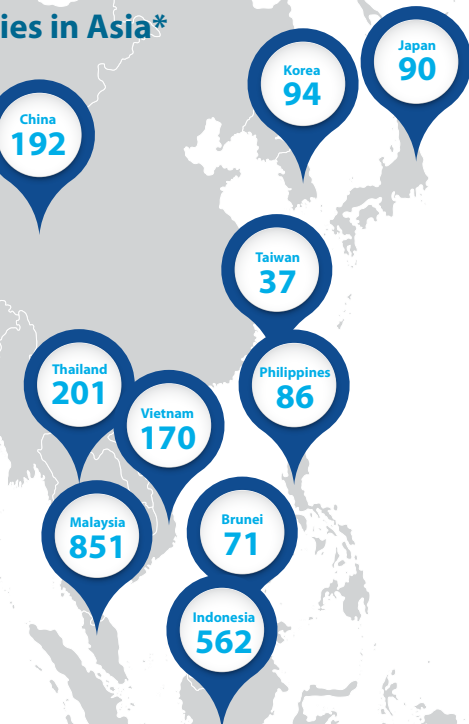 ies in Asia*
Japan
90
Korea
94
China
192
Taiwan
37
Thailand
201
Philippines
86
Vietnam
170
Malaysia
851
Brunei
71
Indonesia
562